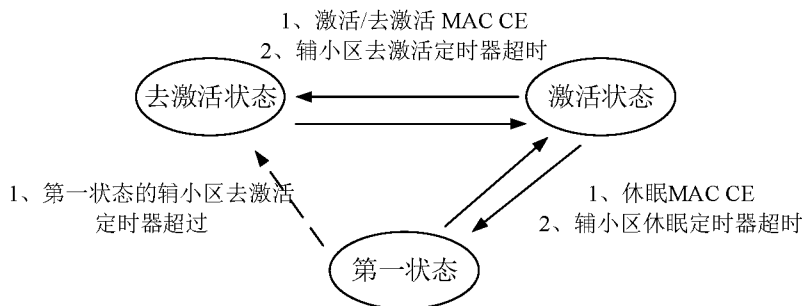 1、激活/去激活 MAC CE
2、辅小区去激活定时器超时
去激活状态
激活状态
1、第一状态的辅小区去激活
定时器超过
1、休眠MAC CE
2、辅小区休眠定时器超时
第一状态